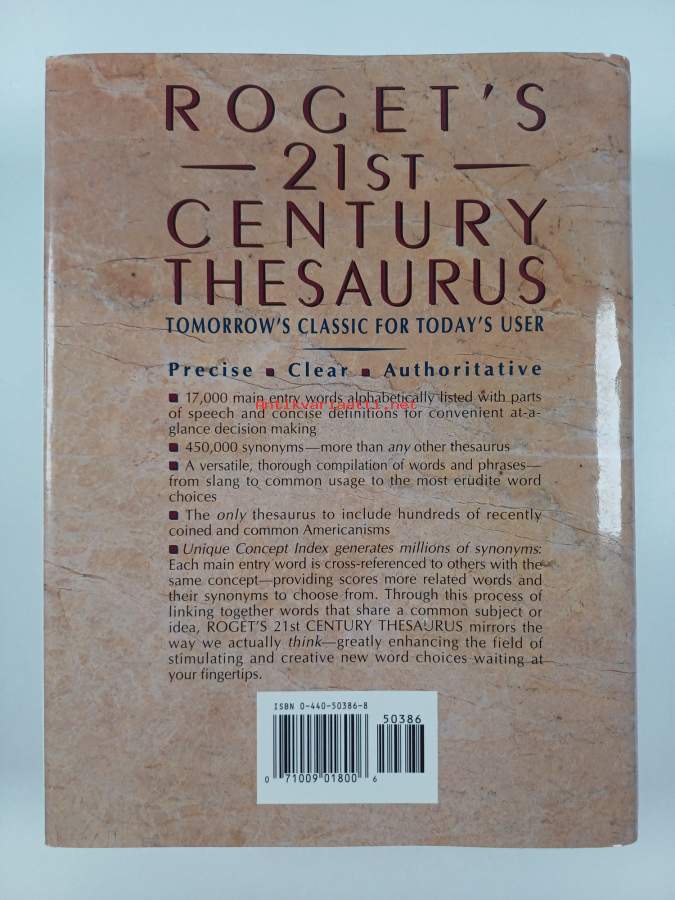 ROGET'S
21ST
CENTURY
THESAURUS
TOMORROW'S CLASSIC FOR TODAY'S USER
Precise ■ Clear ■ Authoritative
■ 17,000 main entry words alphabetically listed with parts
of speech and concise definitions for convenient at-a-
Antikvariaatti.net
glance decision making
■ 450,000 synonyms—more than any other thesaurus
■ A versatile, thorough compilation of words and phrases—
from slang to common usage to the most erudite word
choices
■ The only thesaurus to include hundreds of recently
coined and common Americanisms
■ Unique Concept Index generates millions of synonyms:
Each main entry word is cross-referenced to others with the
same concept—providing scores more related words and
their synonyms to choose from. Through this process of
linking together words that share a common subject or
idea, ROGET'S 21st CENTURY THESAURUS mirrors the
way we actually think—greatly enhancing the field of
stimulating and creative new word choices waiting at
your fingertips.
ISBN 0-440-50386-8
50386
0 71009 01800 6